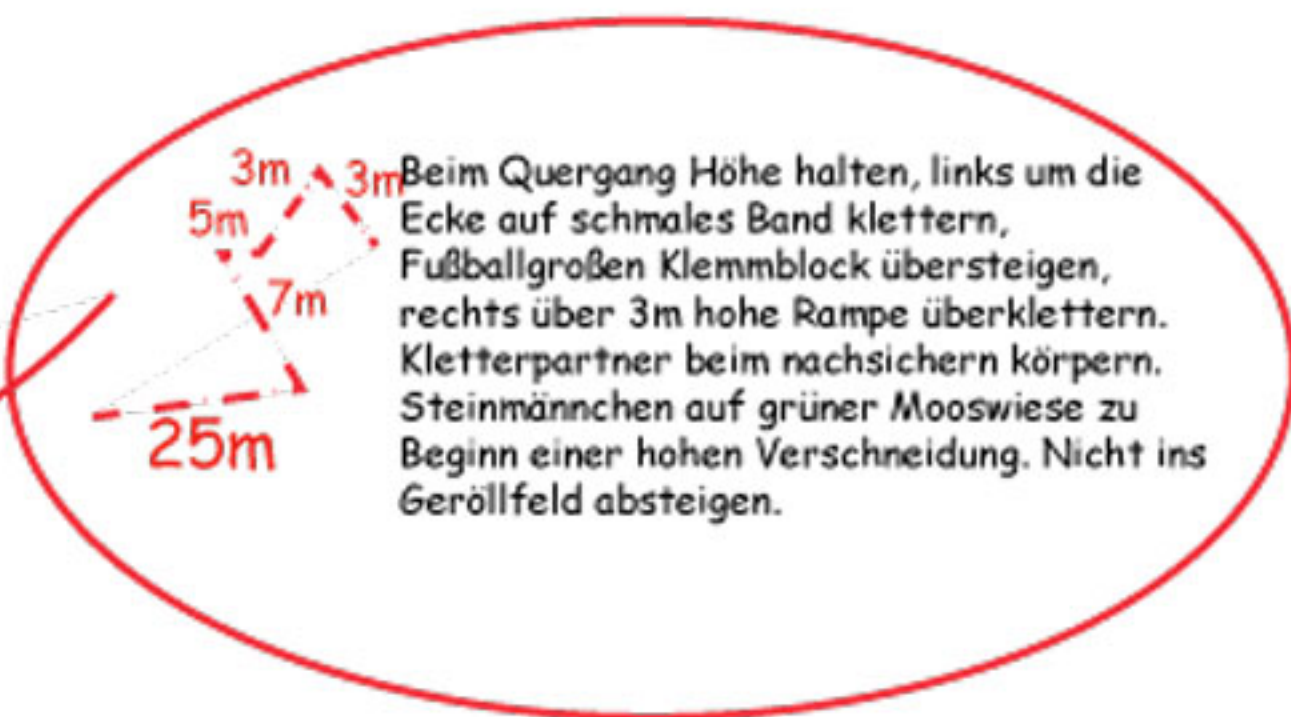 3m
3m
5m
7m
25m
Beim Quergang Höhe halten, links um die
Ecke auf schmales Band klettern,
Fußballgroßen Klemmblock übersteigen,
rechts über 3m hohe Rampe überklettern.
Kletterpartner beim nachsichern körpern.
Steinmännchen auf grüner Mooswiese zu
Beginn einer hohen Verschneidung. Nicht ins
Geröllfeld absteigen.